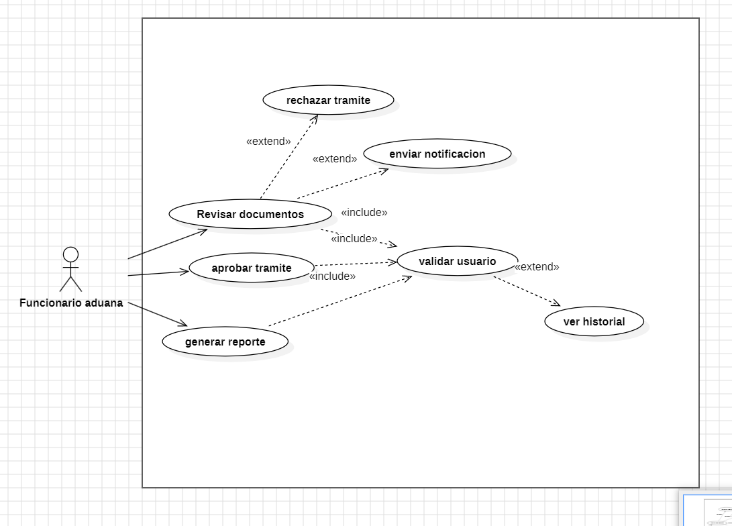 rechazar tramite
«extend»
enviar notificacion
«extend»
Revisar documentos
«include»
«include»
aprobar tramite
validar usuario
«extend»
«include»
Funcionario aduana
ver historial
generar reporte